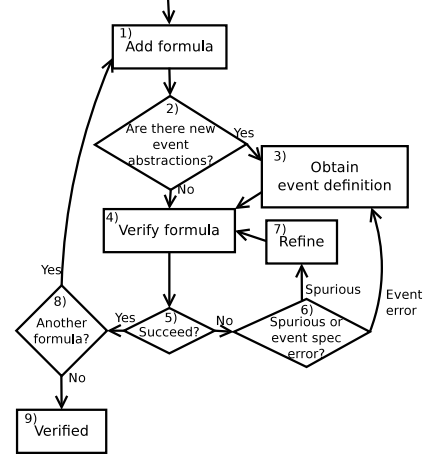 1)
Add formula
2)
Are there new
event
abstractions?
Yes
No
3)
Obtain
event definition
4)
Verify formula
7)
Refine
5)
Succeed?
Yes
No
Spurious
6)
Spurious or
event spec
error?
Event
error
Yes
8)
Another
formula?
No
9)
Verified